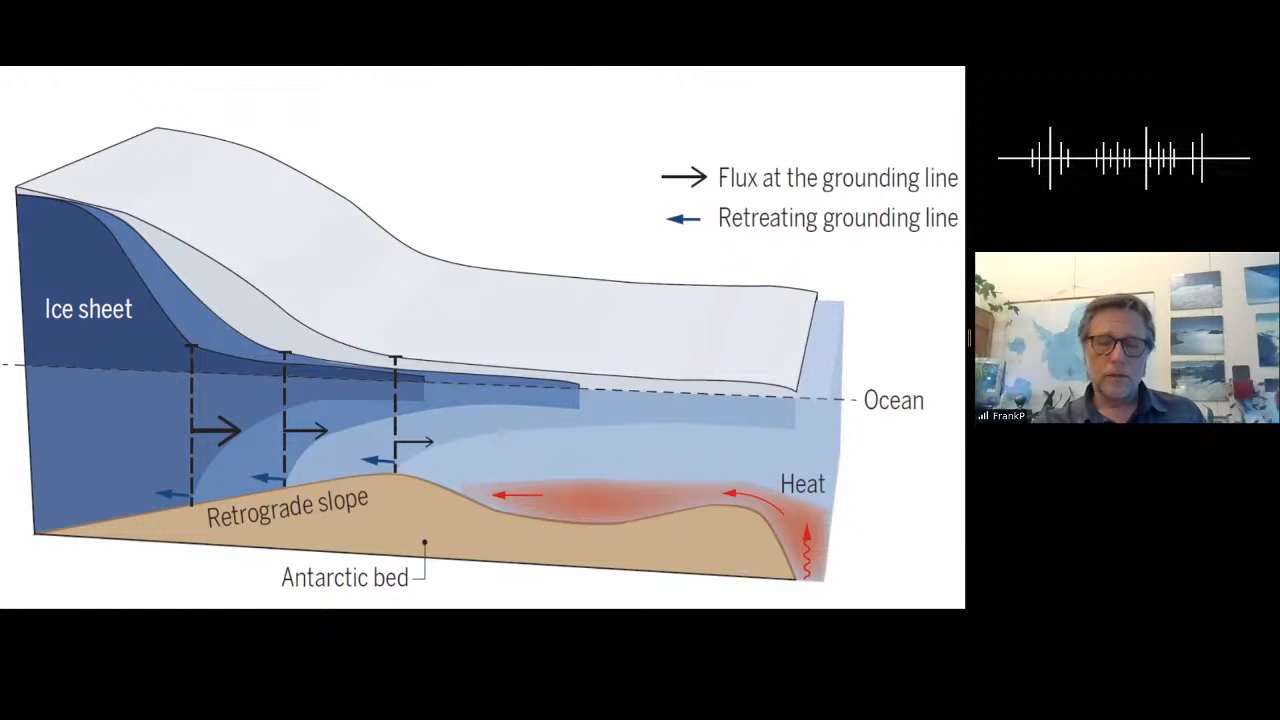 Flux at the grounding line
Retreating grounding line
Ice sheet
Ocean
Heat
Retrograde slope
Antarctic bed
FrankP